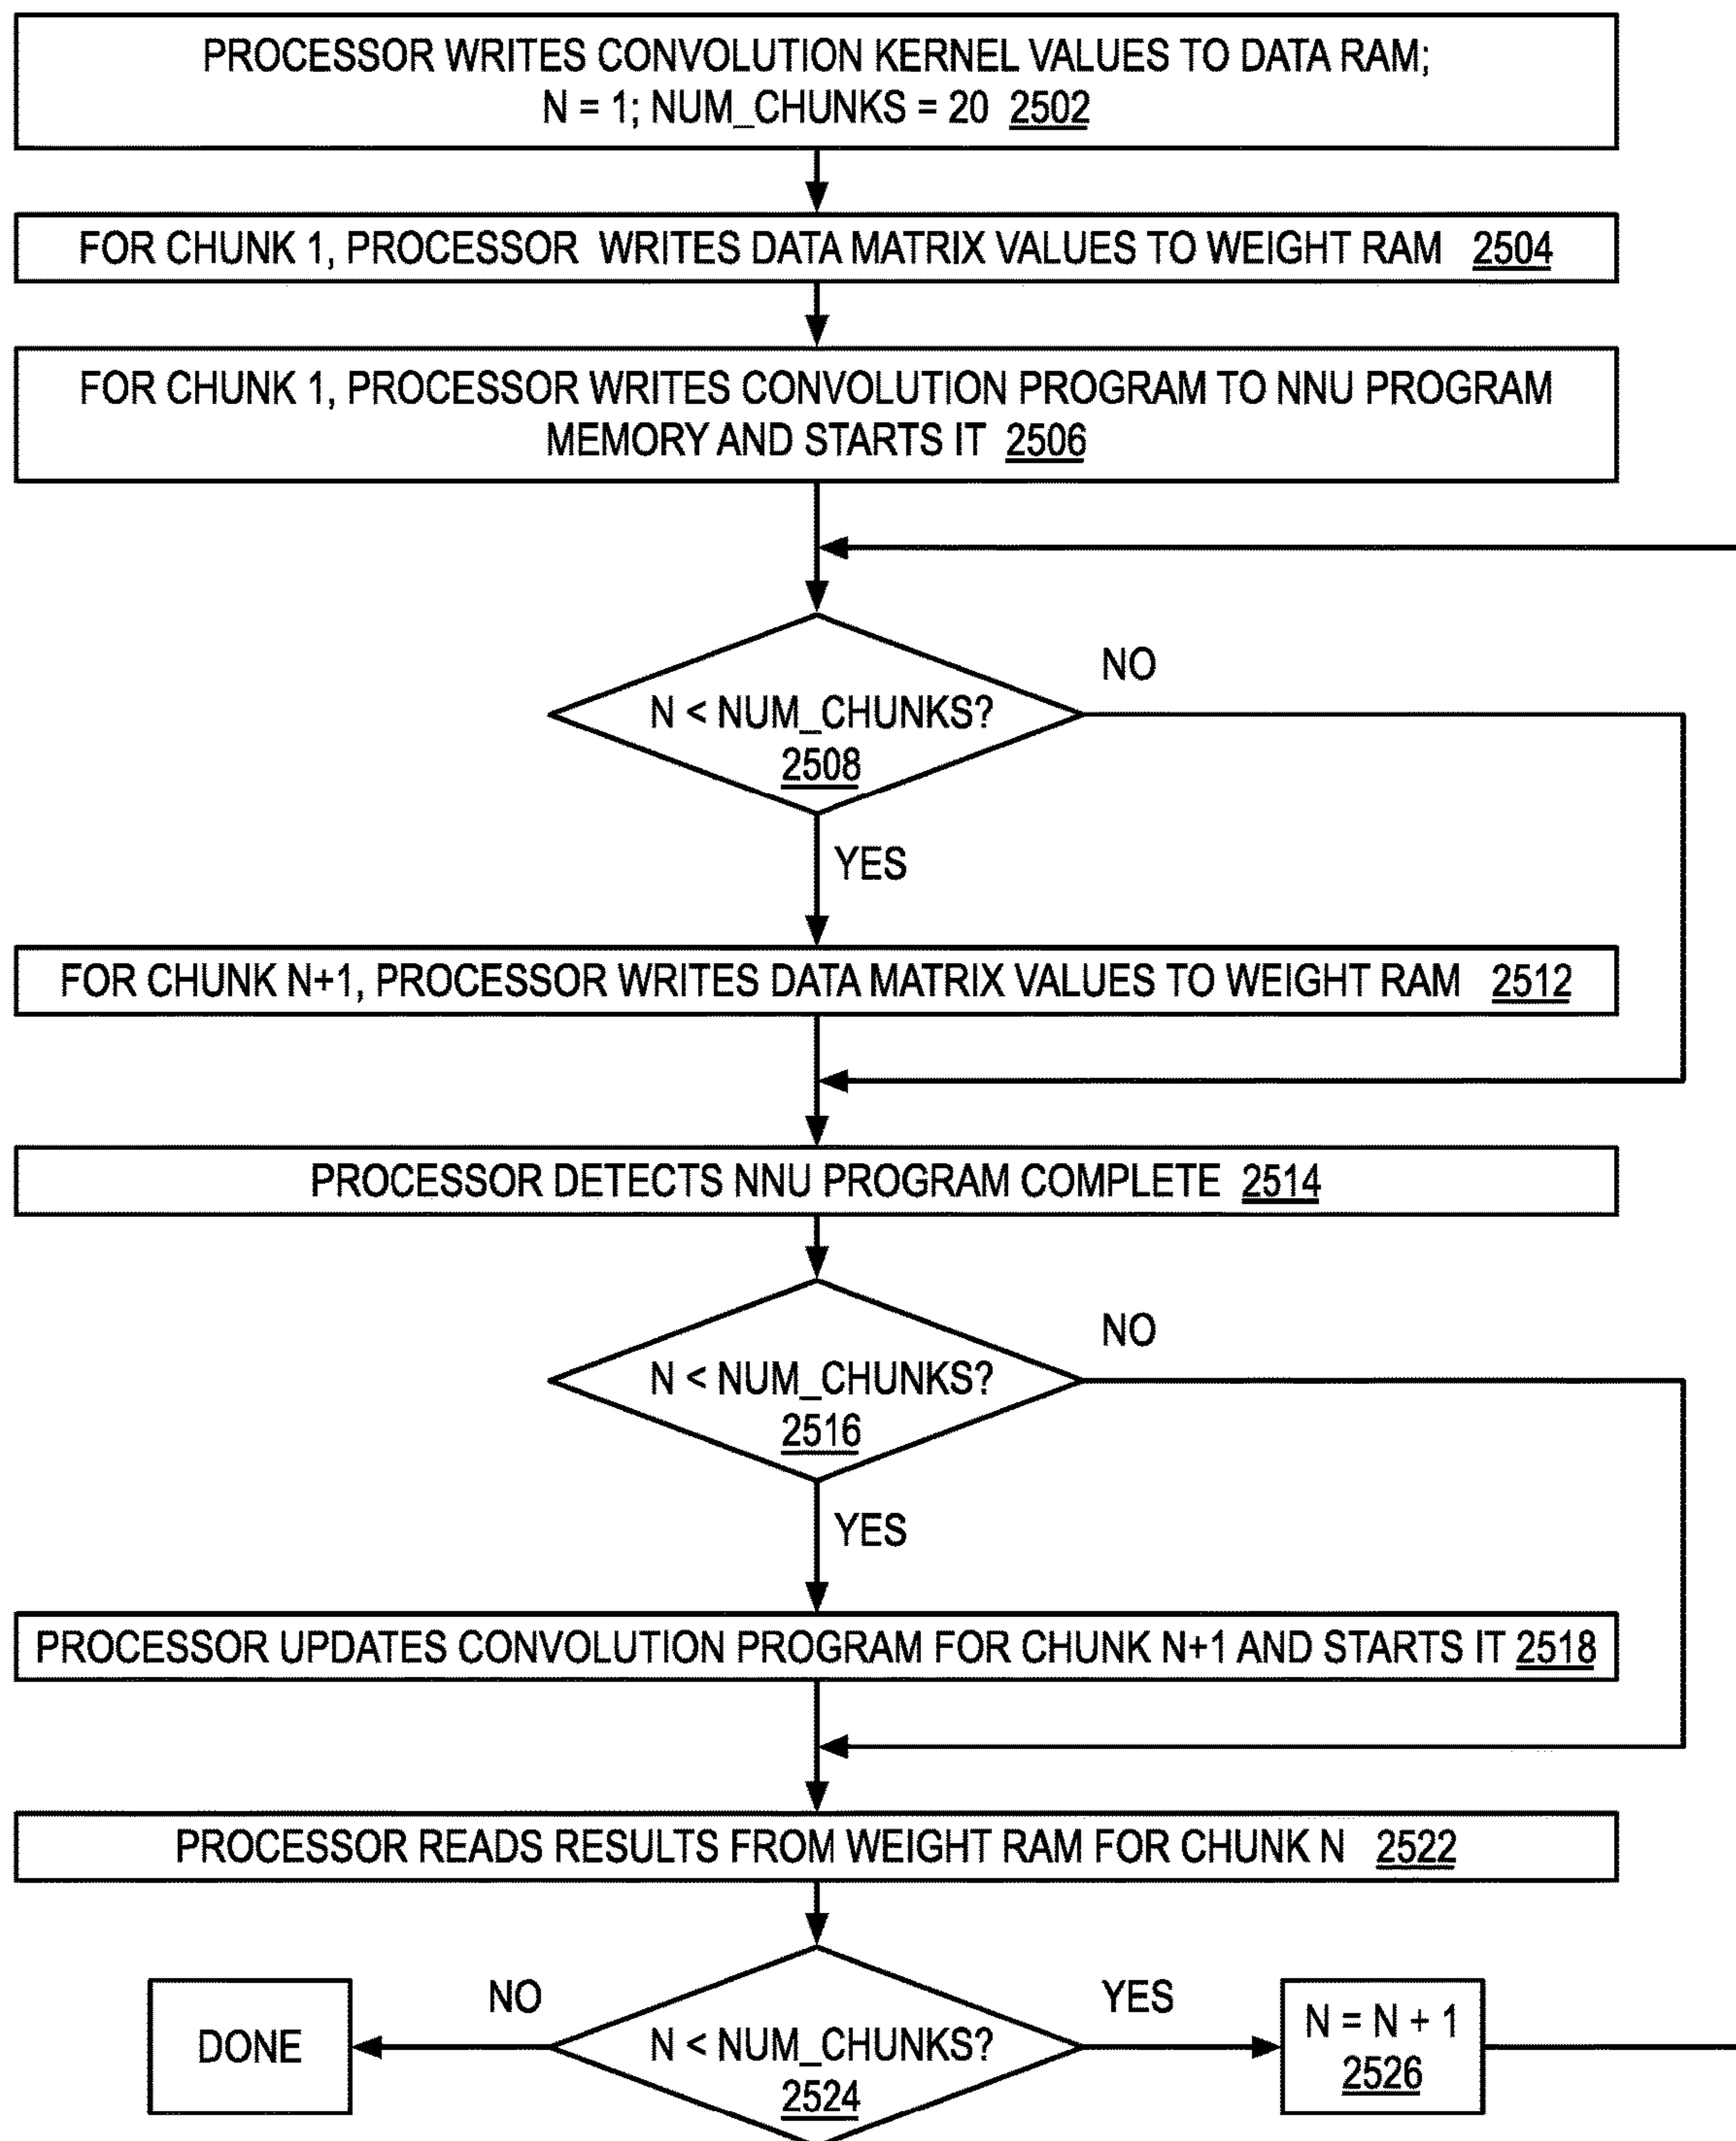 PROCESSOR WRITES CONVOLUTION KERNEL VALUES TO DATA RAM;
N = 1; NUM_CHUNKS = 20 2502
FOR CHUNK 1, PROCESSOR WRITES DATA MATRIX VALUES TO WEIGHT RAM 2504
FOR CHUNK 1, PROCESSOR WRITES CONVOLUTION PROGRAM TO NNU PROGRAM
MEMORY AND STARTS IT 2506
NO
N < NUM_CHUNKS?
2508
YES
FOR CHUNK N+1, PROCESSOR WRITES DATA MATRIX VALUES TO WEIGHT RAM 2512
PROCESSOR DETECTS NNU PROGRAM COMPLETE 2514
NO
N < NUM_CHUNKS?
2516
YES
PROCESSOR UPDATES CONVOLUTION PROGRAM FOR CHUNK N+1 AND STARTS IT 2518
PROCESSOR READS RESULTS FROM WEIGHT RAM FOR CHUNK N 2522
NO
YES
DONE
N < NUM_CHUNKS?
2524
N = N + 1
2526